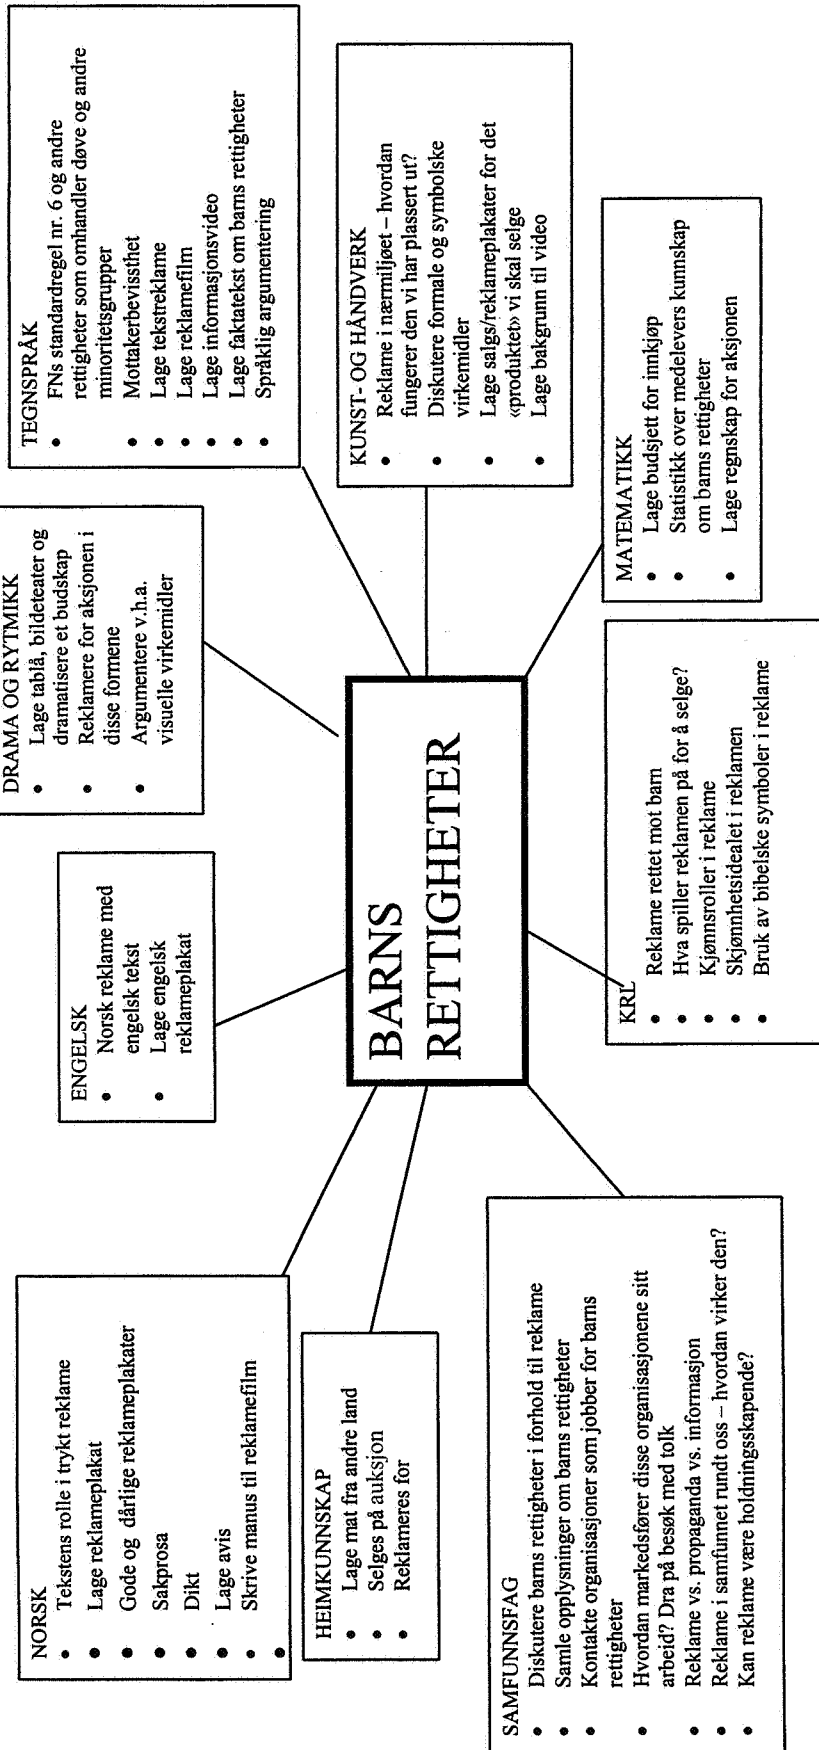 NORSK
• Tekstens rolle i trykt reklame
• Lage reklameplakat
• Gode og dårlige reklameplakater
• Sakprosa
• Dikt
• Lage avis
• Skrive manus til reklamefilm
•
ENGELSK
• Norsk reklame med
engelsk tekst
• Lage engelsk
reklameplakat
DRAMA OG RYTMIKK
• Lage tablå, bildeteater og
dramatisere et budskap
• Reklamere for aksjonen i
disse formene
• Argumentere v.h.a.
visuelle virkemidler
TEGNSPRÅK
• FNs standardregel nr. 6 og andre
rettigheter som omhandler døve og andre
minoritetsgrupper
• Mottakerbevissthet
• Lage tekstreklame
• Lage reklamefilm
• Lage informasjonsvideo
• Lage faktatekst om barns rettigheter
• Språklig argumentering
HEIMKUNNSKAP
• Lage mat fra andre land
• Selges på auksjon
• Reklameres for
BARNS
RETTIGHETER
KUNST- OG HÅNDVERK
• Reklame i nærmiljøet – hvordan
fungerer den vi har plassert ut?
• Diskutere formale og symbolske
virkemidler
• Lage salgs/reklameplakater for det
«produktet» vi skal selge
• Lage bakgrunn til video
SAMFUNNSFAG
• Diskutere barns rettigheter i forhold til reklame
• Samle opplysninger om barns rettigheter
• Kontakte organisasjoner som jobber for barns
rettigheter
• Hvordan markedsfører disse organisasjonene sitt
arbeid? Dra på besøk med tolk
• Reklame vs. propaganda vs. informasjon
• Reklame i samfunnet rundt oss – hvordan virker den?
• Kan reklame være holdningsskapende?
KRL
• Reklame rettet mot barn
• Hva spiller reklamen på for å selge?
• Kjønnsroller i reklame
• Skjønnhetsidealet i reklamen
• Bruk av bibelske symboler i reklame
MATEMATIKK
• Lage budsjett for innkjøp
• Statistikk over medelevers kunnskap
om barns rettigheter
• Lage regnskap for aksjonen